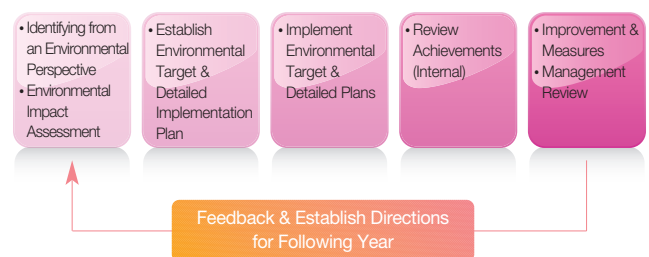 • Identifying from
an Environmental
Perspective
• Environmental
Impact
Assessment
• Establish
Environmental
Target &
Detailed
Implementation
Plan
• Implement
Environmental
Target &
Detailed Plans
• Review
Achievements
(Internal)
• Improvement &
Measures
• Management
Review
Feedback & Establish Directions
for Following Year